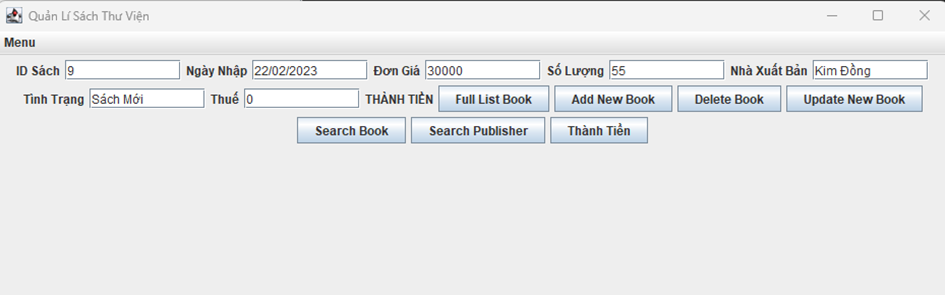 Quản Lí Sách Thư Viện
Menu
ID Sách 9 Ngày Nhập 22/02/2023 Đơn Giá 30000 Số Lượng 55 Nhà Xuất Bản Kim Đồng
Tình Trạng Sách Mới Thuế 0 THÀNH TIỀN Full List Book Add New Book Delete Book Update New Book
Search Book Search Publisher Thành Tiền